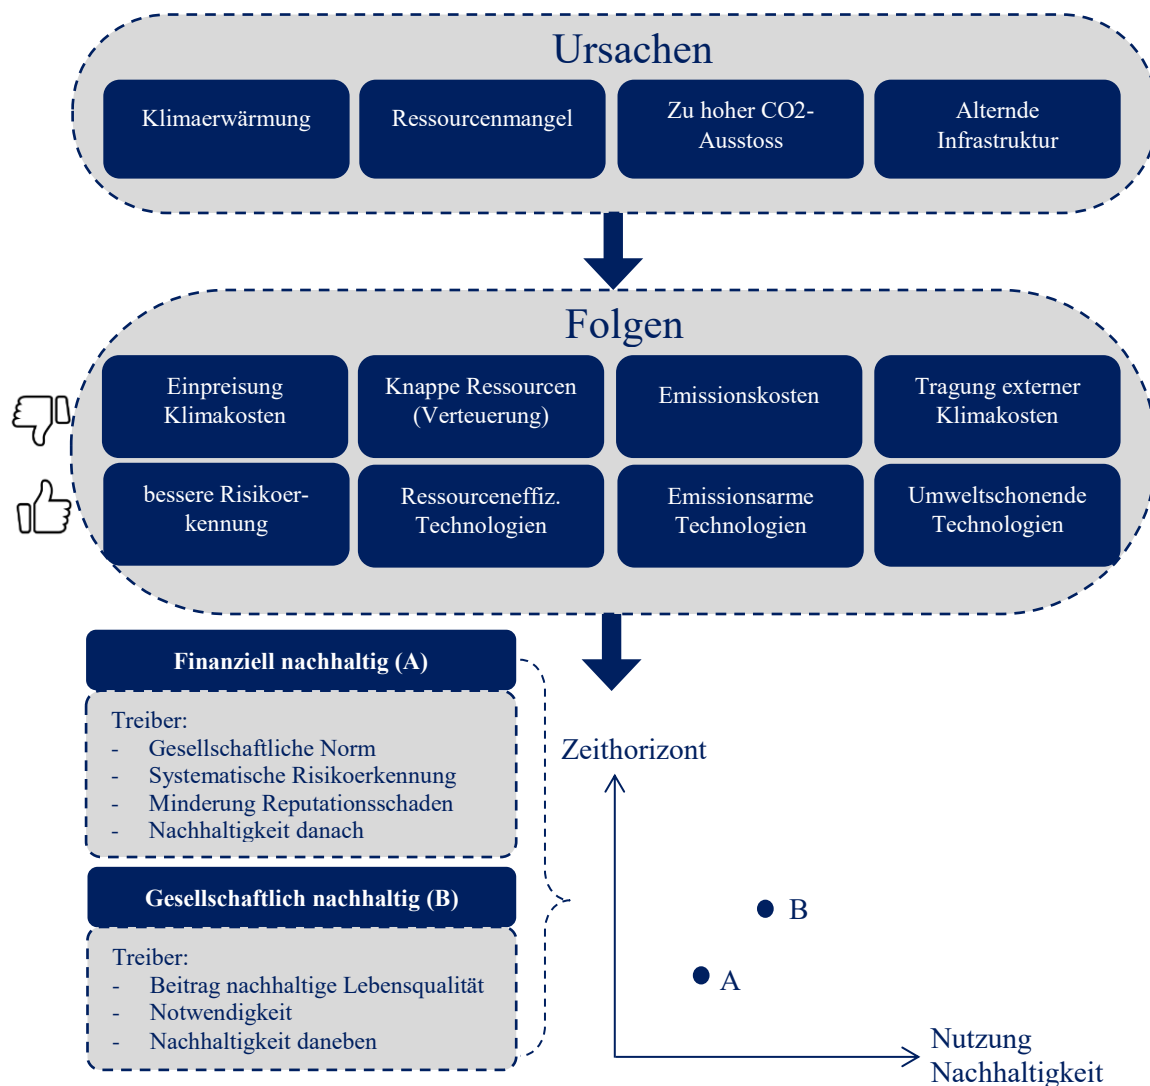 Ursachen
Klimaerwärmung
Ressourcenmangel
Zu hoher CO2-
Ausstoss
Alternde
Infrastruktur
Folgen
Einpreisung
Klimakosten
Knappe Ressourcen
(Verteuerung)
Emissionskosten
Tragung externer
Klimakosten
bessere Risikoer-
kennung
Ressourceneffiz.
Technologien
Emissionsarme
Technologien
Umweltschonende
Technologien
Finanziell nachhaltig (A)
Treiber:
- Gesellschaftliche Norm
- Systematische Risikoerkennung
- Minderung Reputationsschaden
- Nachhaltigkeit danach
Gesellschaftlich nachhaltig (B)
Treiber:
- Beitrag nachhaltige Lebensqualität
- Notwendigkeit
- Nachhaltigkeit daneben
Zeithorizont
B
A
Nutzung
Nachhaltigkeit